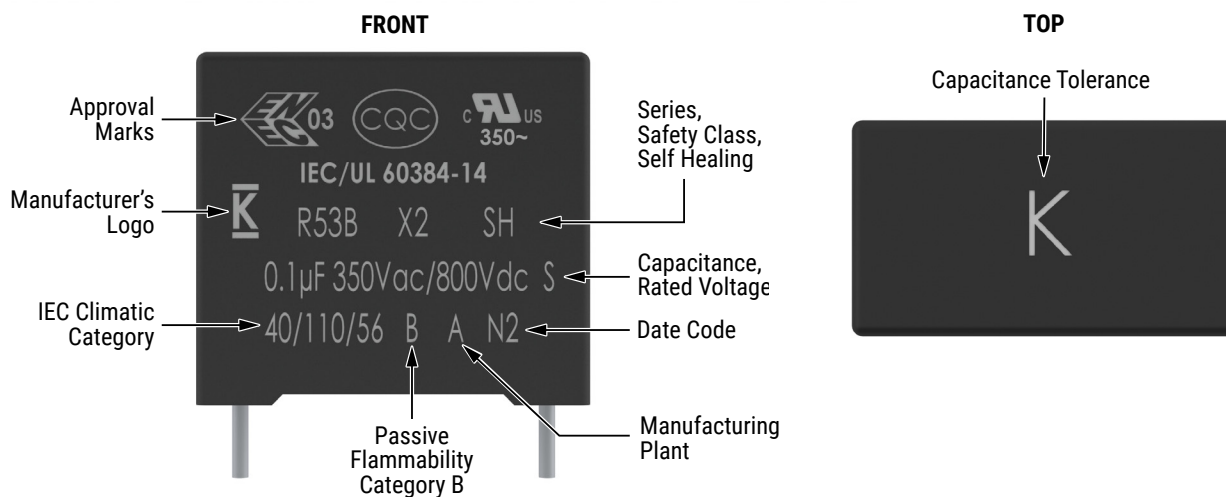 FRONT
TOP
Approval
Marks
ENEC 03
CQC
C RU US
350~
IEC/UL 60384-14
Manufacturer's
Logo
K
R53B X2 SH
Series,
Safety Class,
Self Healing
0.1µF 350Vac/800Vdc S
Capacitance,
Rated Voltage
IEC Climatic
Category
40/110/56 B A N2
Date Code
Passive
Flammability
Category B
Manufacturing
Plant
Capacitance Tolerance
K